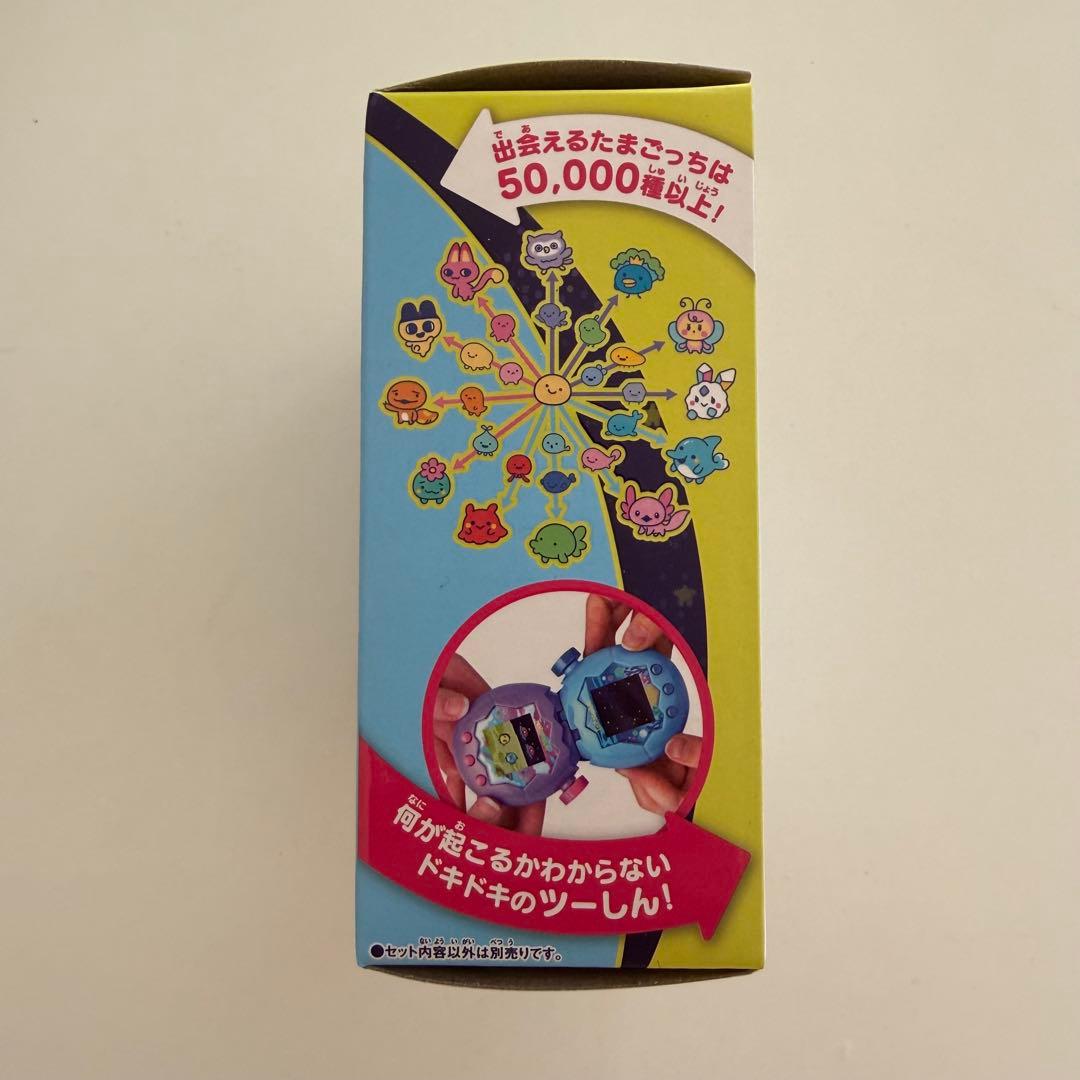 出会えるたまごっちは
50,000種以上!
何が起こるかわからない
ドキドキのツーしん!
●セット内容以外は別売りです。